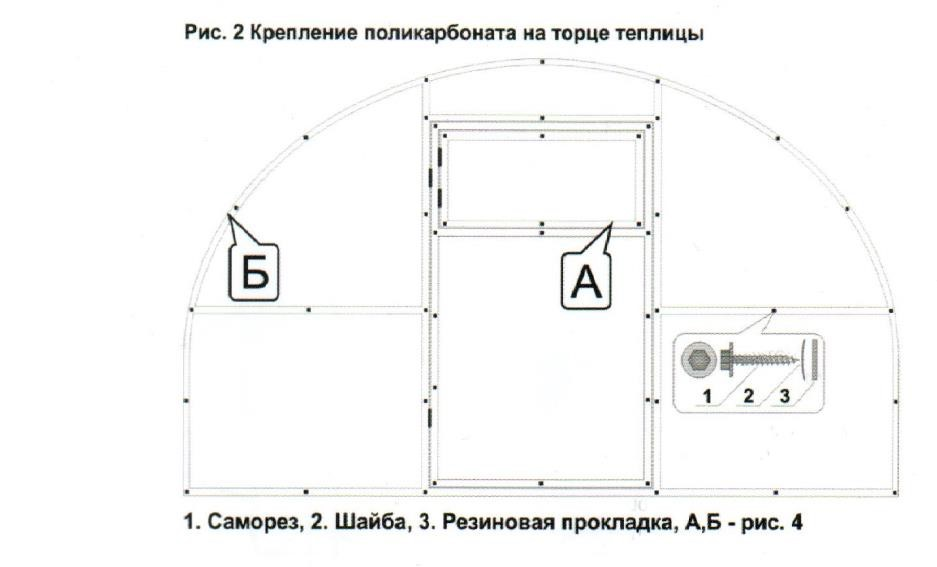 Рис. 2 Крепление поликарбоната на торце теплицы
Б
А
1 2 3
1. Саморез, 2. Шайба, 3. Резиновая прокладка, А,Б - рис. 4